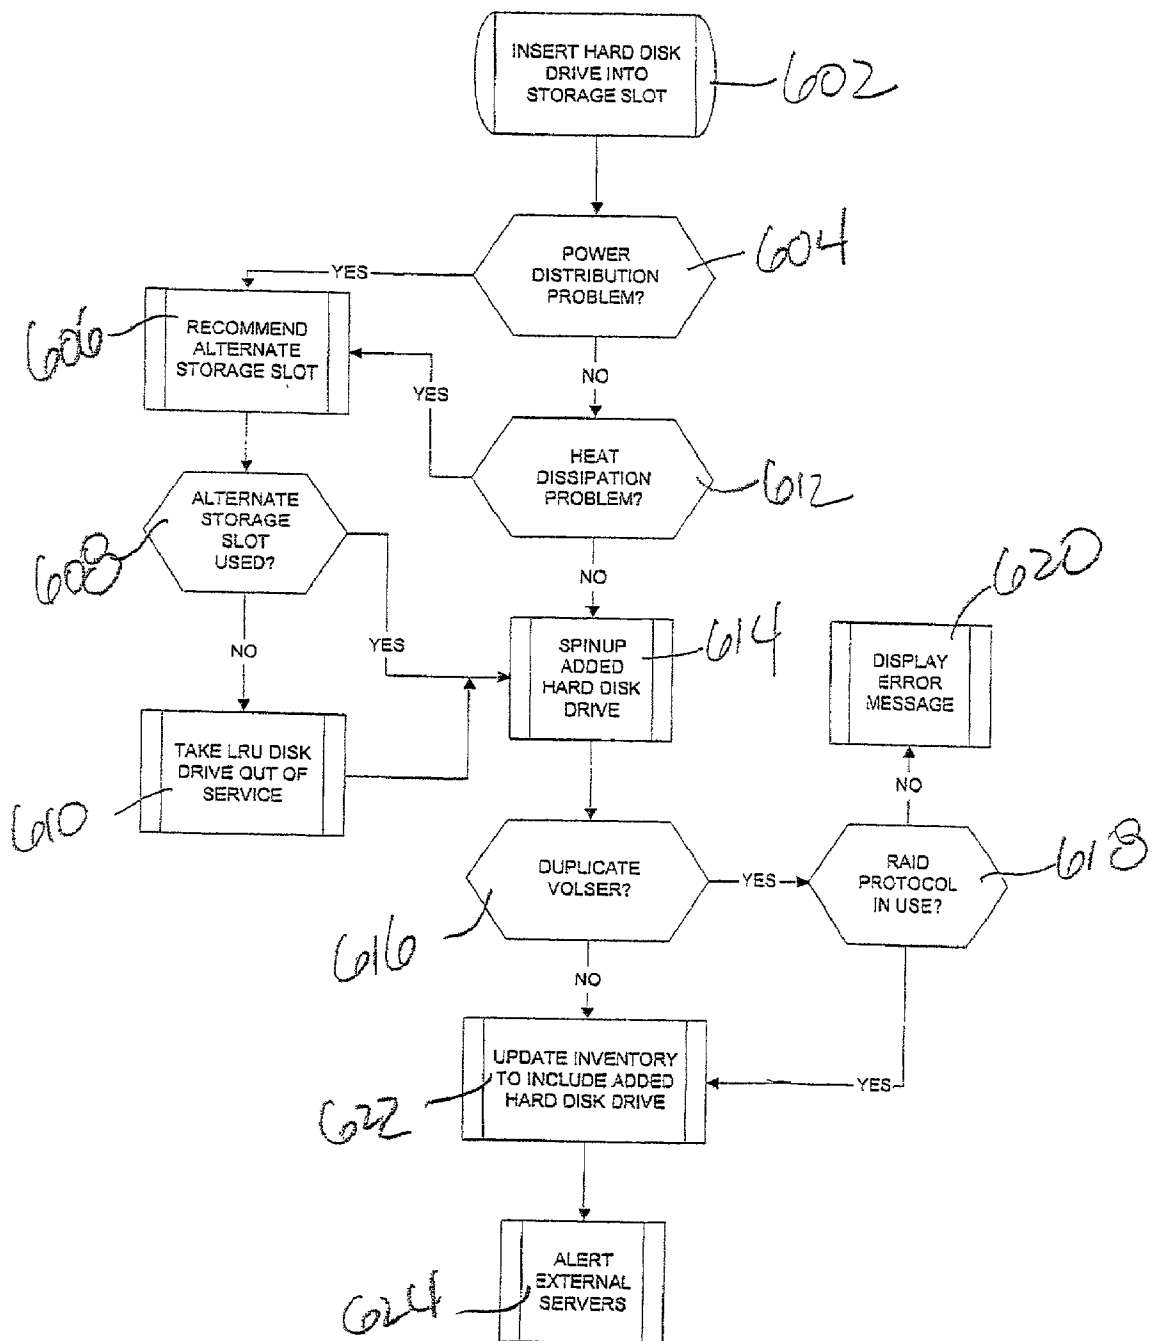 INSERT HARD DISK
DRIVE INTO
STORAGE SLOT
602
POWER
DISTRIBUTION
PROBLEM?
604
YES
606
RECOMMEND
ALTERNATE
STORAGE SLOT
NO
YES
HEAT
DISSIPATION
PROBLEM?
612
ALTERNATE
STORAGE
SLOT
USED?
608
NO
620
NO
YES
SPINUP
ADDED
HARD DISK
DRIVE
614
DISPLAY
ERROR
MESSAGE
TAKE LRU DISK
DRIVE OUT OF
SERVICE
610
NO
DUPLICATE
VOLSER?
616
YES
RAID
PROTOCOL
IN USE?
618
NO
UPDATE INVENTORY
TO INCLUDE ADDED
HARD DISK DRIVE
622
YES
ALERT
EXTERNAL
SERVERS
624